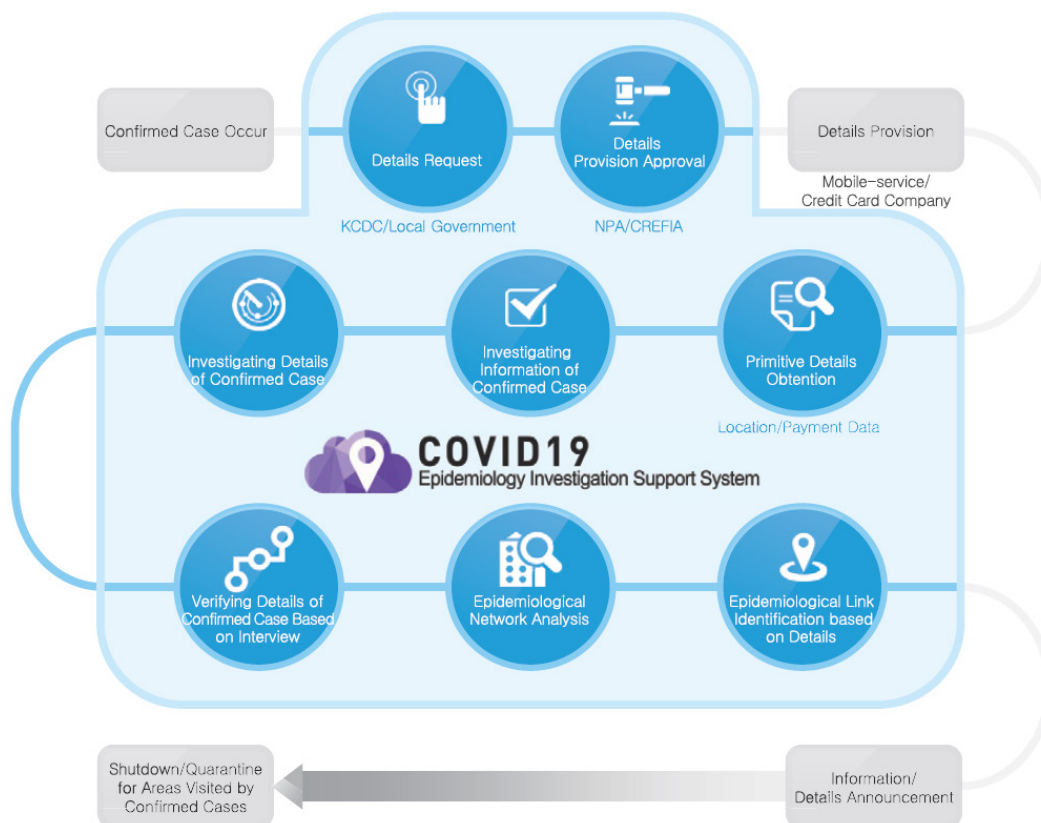 Confirmed Case Occur
Details Request
KCDC/Local Government
Details
Provision Approval
NPA/CREFIA
Details Provision
Mobile-service/
Credit Card Company
Investigating Details
of Confirmed Case
Investigating
Information of
Confirmed Case
Primitive Details
Obtention
Location/Payment Data
COVID19
Epidemiology Investigation Support System
Verifying Details of
Confirmed Case Based
on Interview
Epidemiological
Network Analysis
Epidemiological Link
Identification based
on Details
Shutdown/Quarantine
for Areas Visited by
Confirmed Cases
Information/
Details Announcement